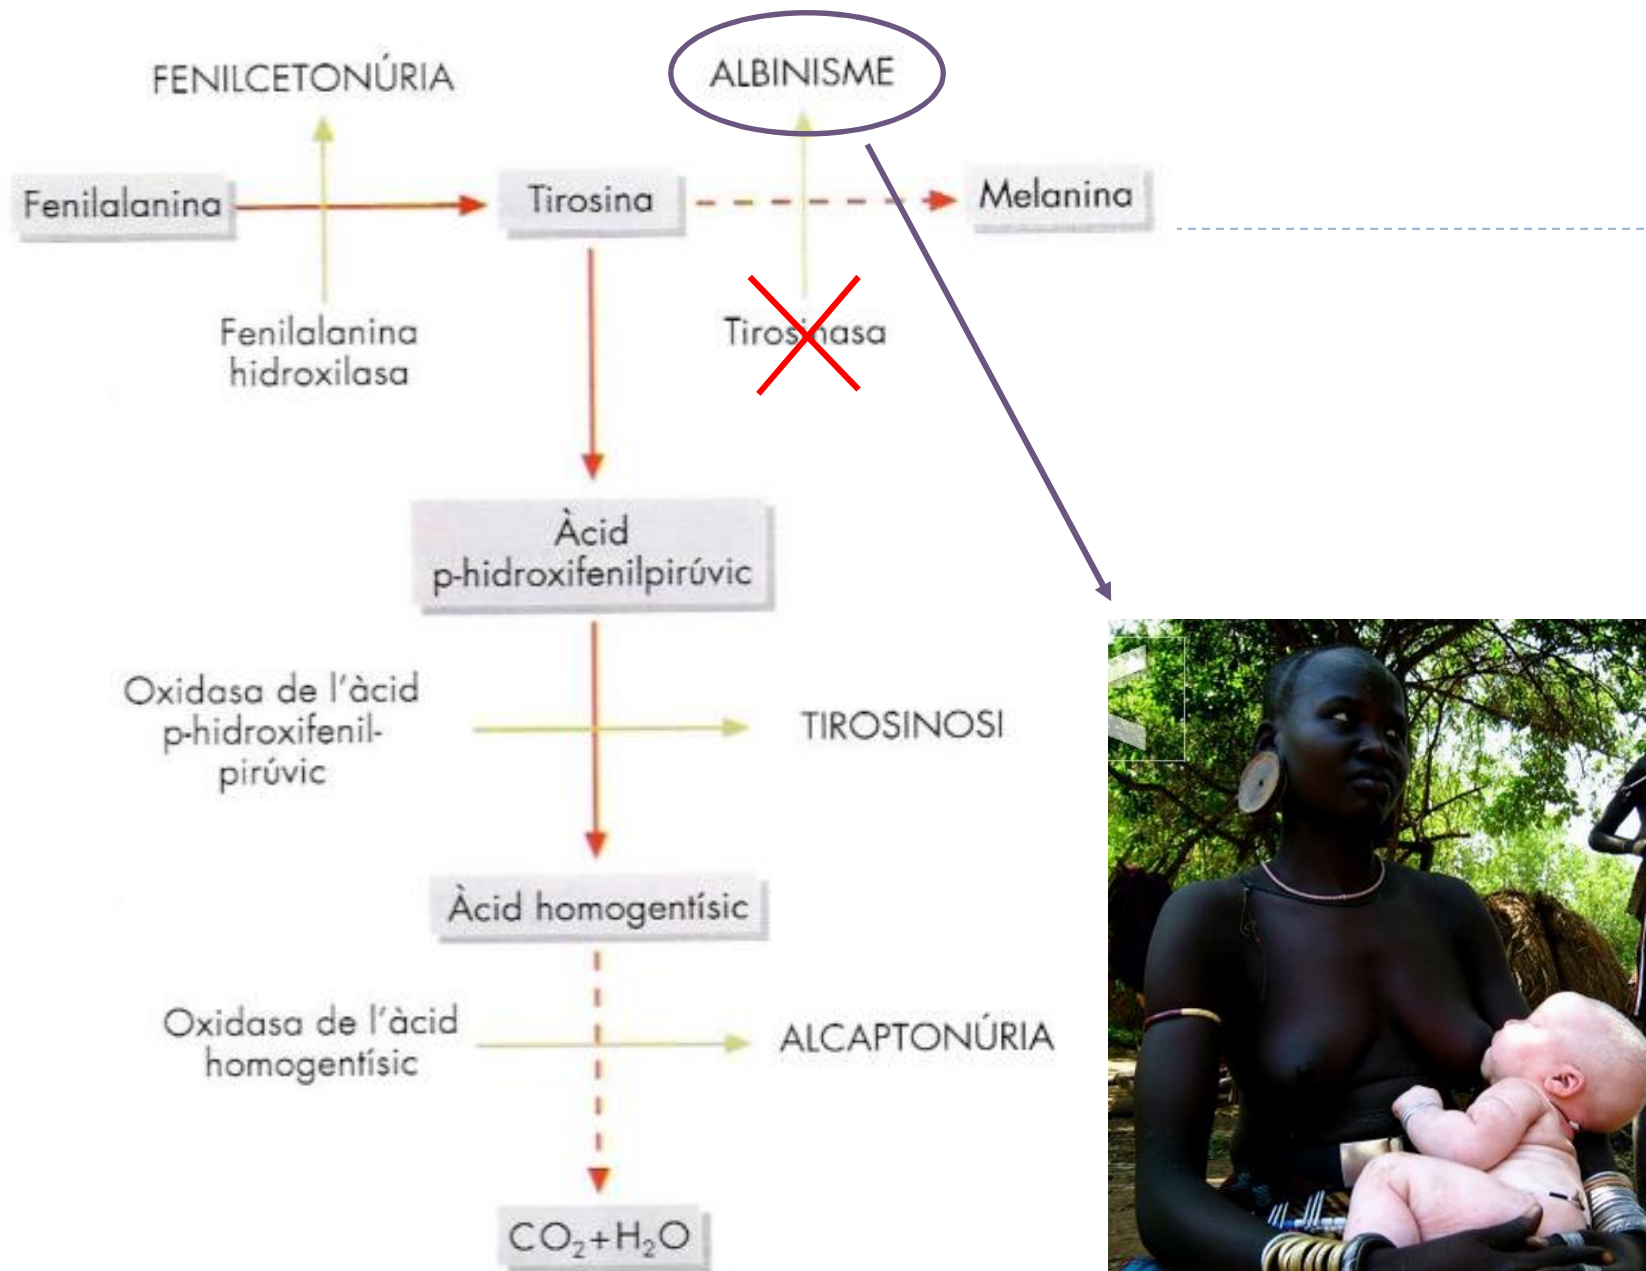 FENILCETONÚRIA
ALBINISME
Fenilalanina
Tirosina
Melanina
Fenilalanina
hidroxilasa
Tirosinasa
Àcid
p-hidroxifenilpirúvic
Oxidasa de l'àcid
p-hidroxifenil-
pirúvic
TIROSINOSI
Àcid homogentísic
Oxidasa de l'àcid
homogentísic
ALCAPTONÚRIA
CO₂+H₂O